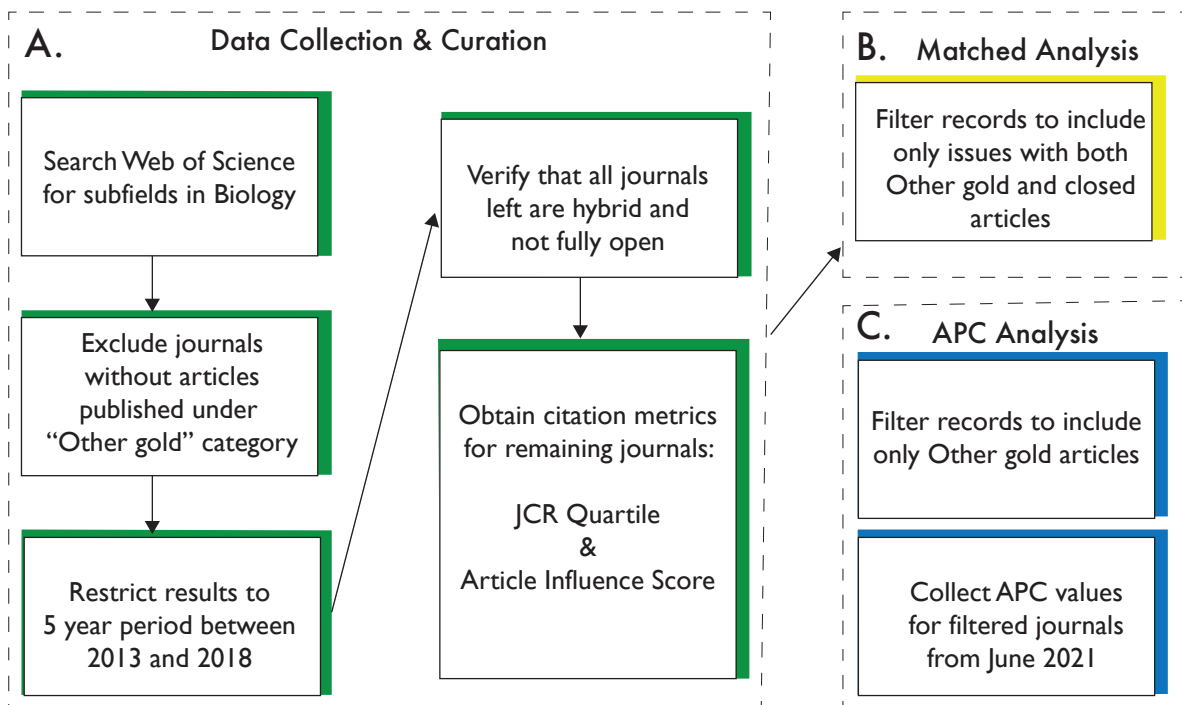 A.
Data Collection & Curation
Search Web of Science
for subfields in Biology
Exclude journals
without articles
published under
“Other gold” category
Restrict results to
5 year period between
2013 and 2018
Verify that all journals
left are hybrid and
not fully open
Obtain citation metrics
for remaining journals:
JCR Quartile
&
Article Influence Score
B. Matched Analysis
Filter records to include
only issues with both
Other gold and closed
articles
C. APC Analysis
Filter records to include
only Other gold articles
Collect APC values
for filtered journals
from June 2021